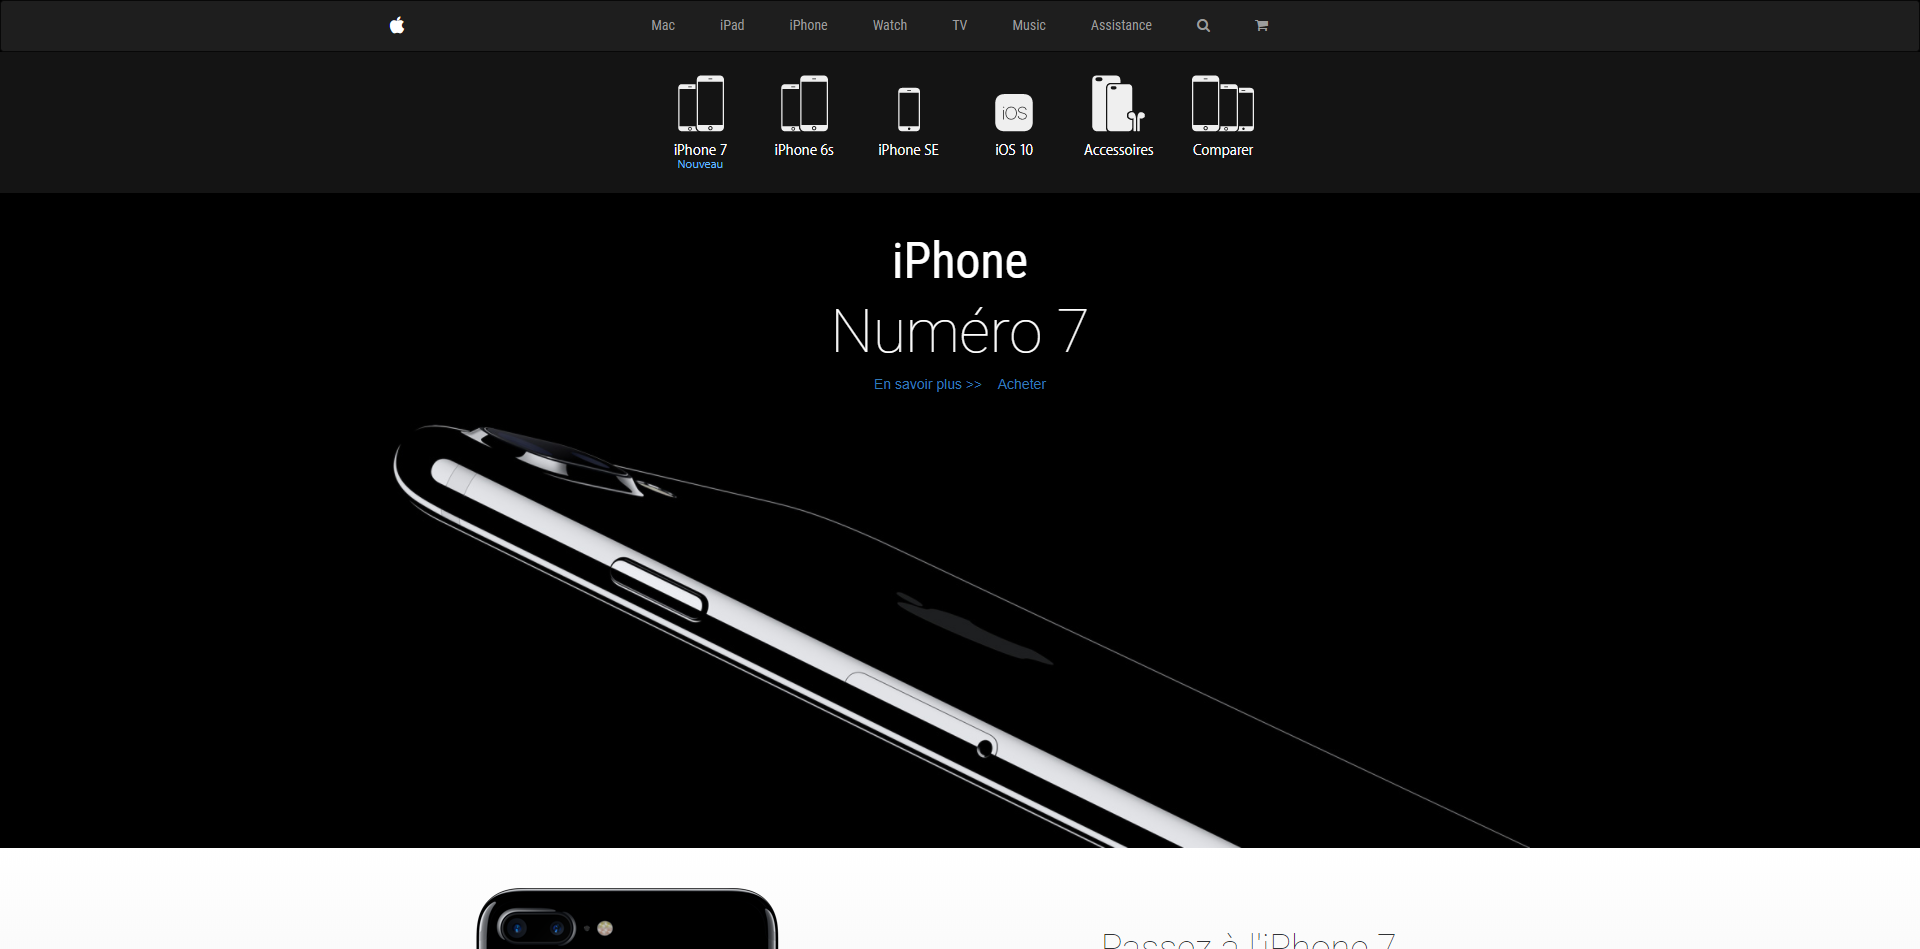 Mac iPad iPhone Watch TV Music Assistance
iOS
iPhone 7 iPhone 6s iPhone SE iOS 10 Accessoires Comparer
Nouveau
iPhone
Numéro 7
En savoir plus >> Acheter
Passez à l'iPhone 7